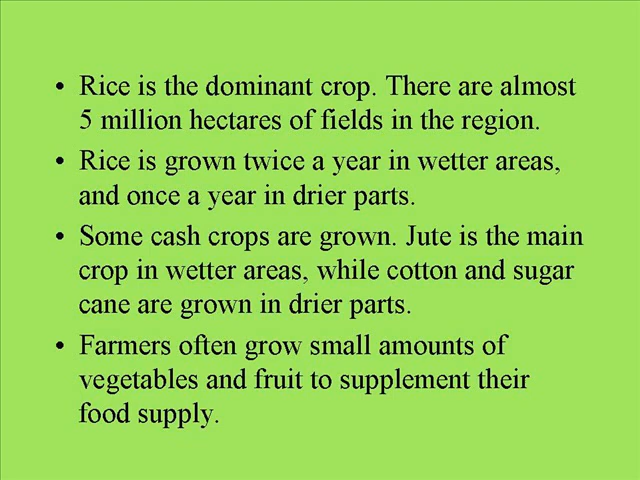 • Rice is the dominant crop. There are almost
5 million hectares of fields in the region.
• Rice is grown twice a year in wetter areas,
and once a year in drier parts.
• Some cash crops are grown. Jute is the main
crop in wetter areas, while cotton and sugar
cane are grown in drier parts.
• Farmers often grow small amounts of
vegetables and fruit to supplement their
food supply.